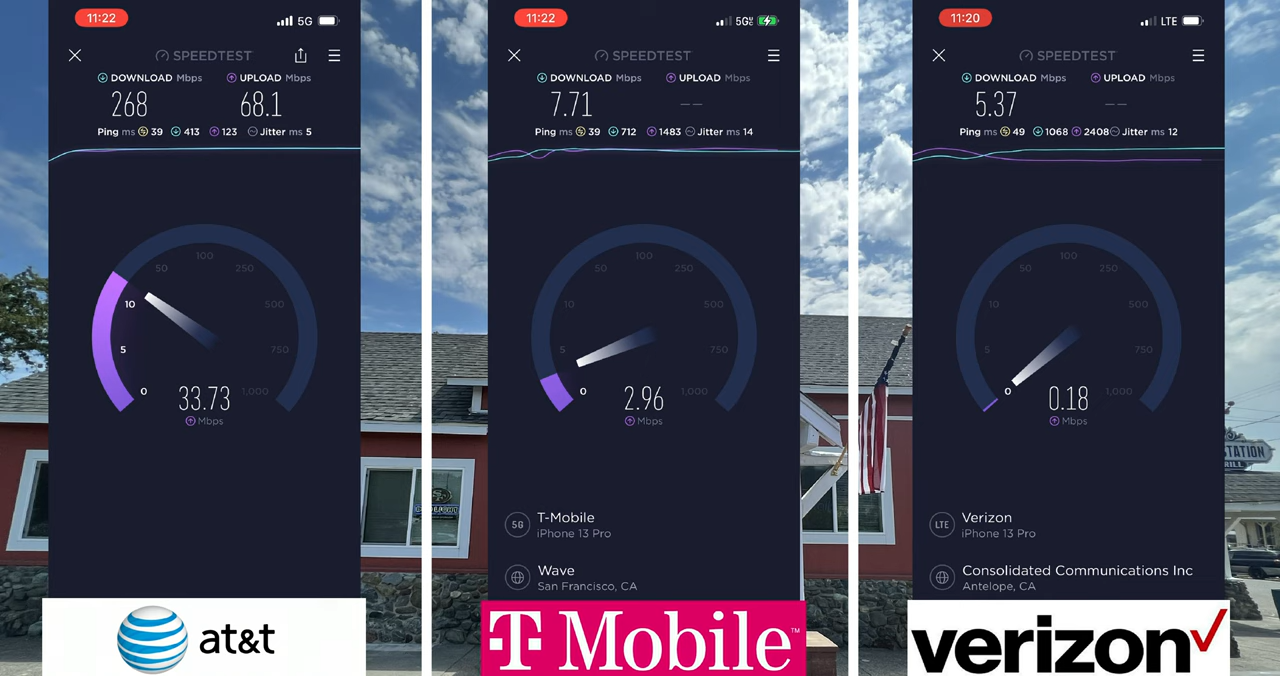 11:22
5G
SPEEDTEST
DOWNLOAD Mbps
UPLOAD Mbps
268
68.1
Ping ms 39 413 123 Jitter ms 5
100
50
250
10
500
5
750
0
1,000
33.73
Mbps
at&t
11:22
SPEEDTEST
DOWNLOAD Mbps
UPLOAD Mbps
7.71
--
Ping ms 39 712 1483 Jitter ms 14
100
50
250
10
500
5
750
0
1,000
2.96
Mbps
5G
T-Mobile
iPhone 13 Pro
Wave
San Francisco, CA
T Mobile™
11:20
LTE
SPEEDTEST
DOWNLOAD Mbps
UPLOAD Mbps
5.37
--
Ping ms 49 1068 2408 Jitter ms 12
100
50
250
10
500
5
750
0
1,000
0.18
Mbps
LTE
Verizon
iPhone 13 Pro
Consolidated Communications Inc
Antelope, CA
verizon
STATION